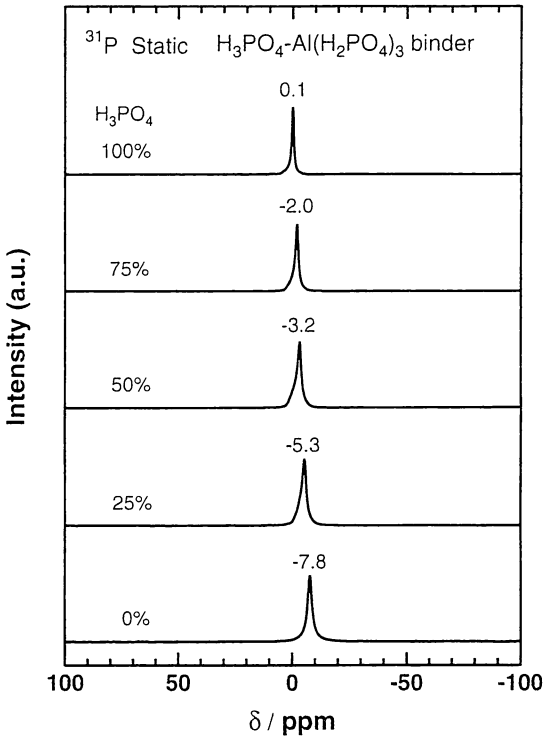 ³¹P Static H₃PO₄-Al(H₂PO₄)₃ binder
0.1
H₃PO₄
100%
-2.0
75%
-3.2
50%
-5.3
25%
-7.8
0%
Intensity (a.u.)
100 50 0 -50 -100
δ / ppm